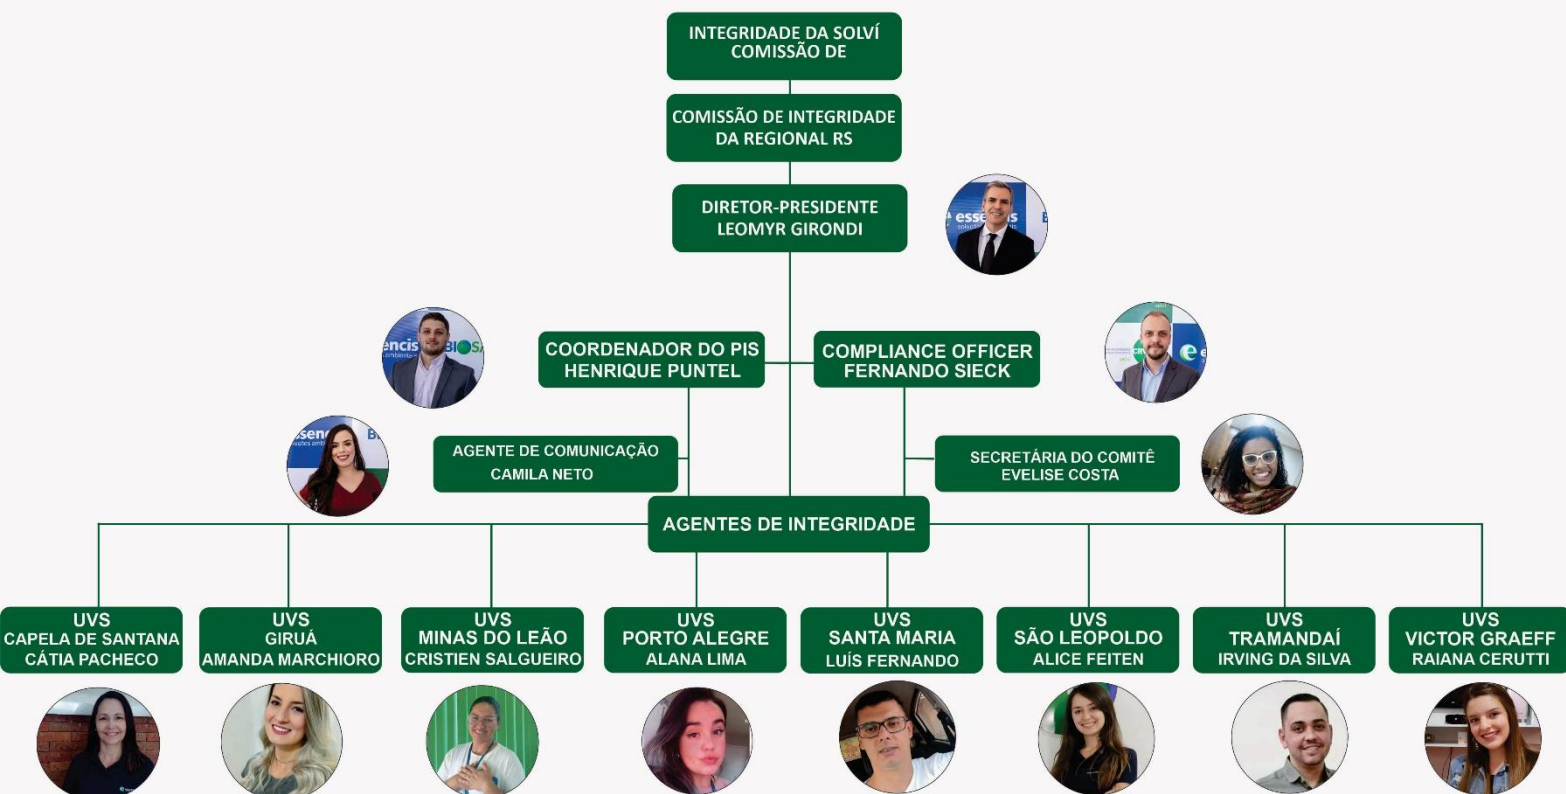 INTEGRIDADE DA SOLVÍ
COMISSÃO DE
COMISSÃO DE INTEGRIDADE
DA REGIONAL RS
DIRETOR-PRESIDENTE
LEOMYR GIRONDI
COORDENADOR DO PIS
HENRIQUE PUNTEL
COMPLIANCE OFFICER
FERNANDO SIECK
AGENTE DE COMUNICAÇÃO
CAMILA NETO
SECRETÁRIA DO COMITÊ
EVELISE COSTA
AGENTES DE INTEGRIDADE
UVS
CAPELA DE SANTANA
CÁTIA PACHECO
UVS
GIRUÁ
AMANDA MARCHIORO
UVS
MINAS DO LEÃO
CRISTIEN SALGUEIRO
UVS
PORTO ALEGRE
ALANA LIMA
UVS
SANTA MARIA
LUÍS FERNANDO
UVS
SÃO LEOPOLDO
ALICE FEITEN
UVS
TRAMANDAÍ
IRVING DA SILVA
UVS
VICTOR GRAEFF
RAIANA CERUTTI